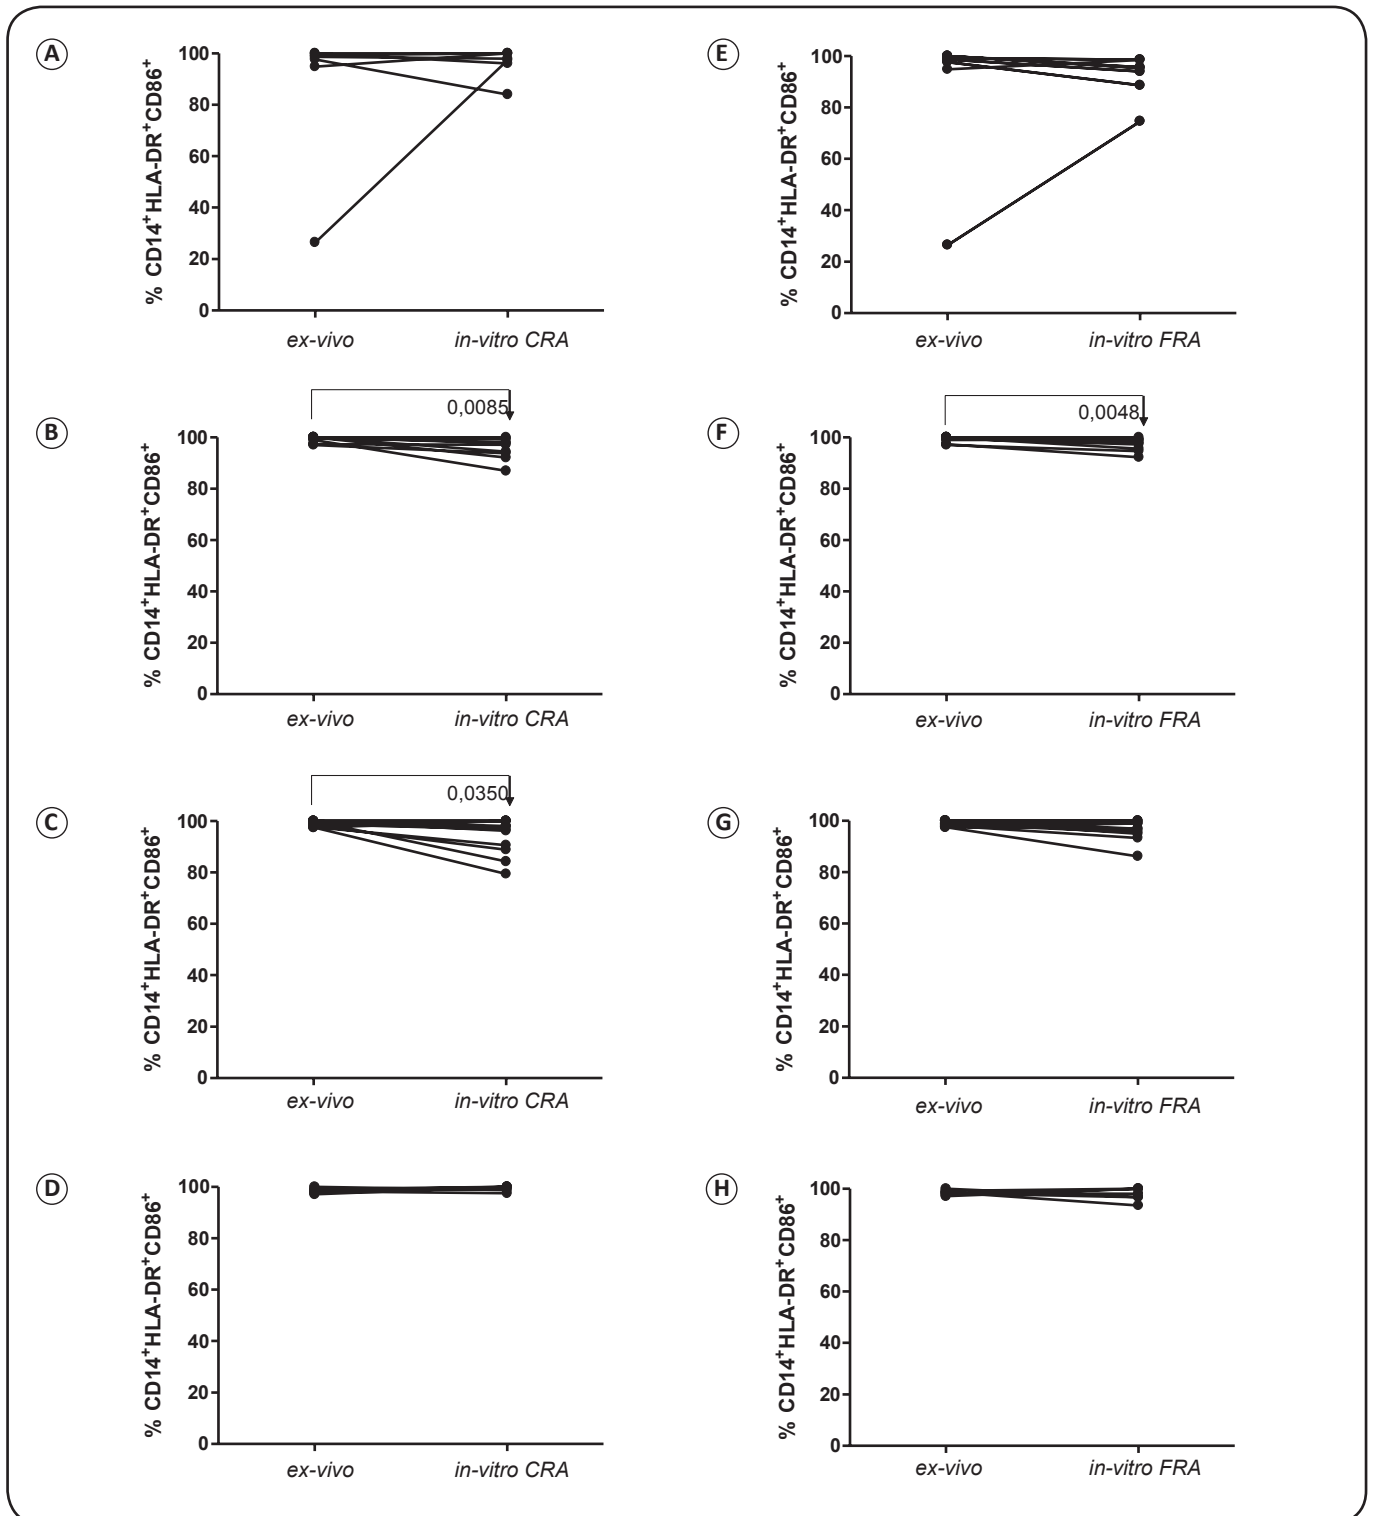 A
% CD14+HLA-DR+CD86+
100
80
60
40
20
0
ex-vivo
in-vitro CRA
E
% CD14+HLA-DR+CD86+
100
80
60
40
20
0
ex-vivo
in-vitro FRA
B
% CD14+HLA-DR+CD86+
0,0085
100
80
60
40
20
0
ex-vivo
in-vitro CRA
F
% CD14+HLA-DR+CD86+
0,0048
100
80
60
40
20
0
ex-vivo
in-vitro FRA
C
% CD14+HLA-DR+CD86+
0,0350
100
80
60
40
20
0
ex-vivo
in-vitro CRA
G
% CD14+HLA-DR+CD86+
100
80
60
40
20
0
ex-vivo
in-vitro FRA
D
% CD14+HLA-DR+CD86+
100
80
60
40
20
0
ex-vivo
in-vitro CRA
H
% CD14+HLA-DR+CD86+
100
80
60
40
20
0
ex-vivo
in-vitro FRA